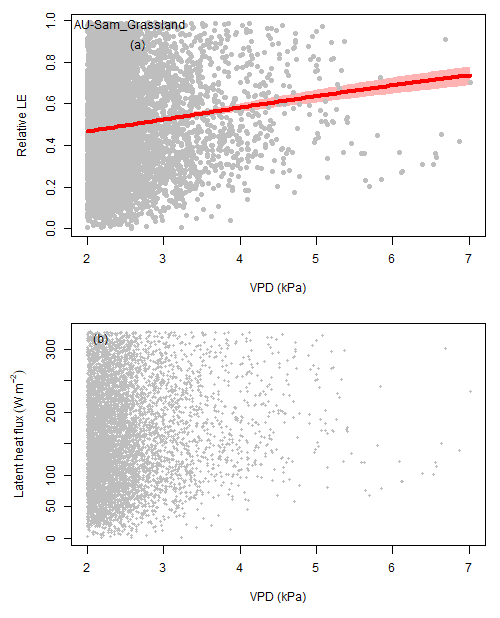 AU-Sam_Grassland
(a)
Relative LE
1.0
0.8
0.6
0.4
0.2
0.0
2 3 4 5 6 7
VPD (kPa)
(b)
Latent heat flux (W m⁻²)
300
200
100
50
0
2 3 4 5 6 7
VPD (kPa)